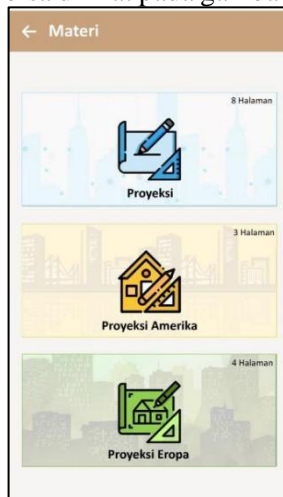 ← Materi
8 Halaman
Proyeksi
3 Halaman
Proyeksi Amerika
4 Halaman
Proyeksi Eropa